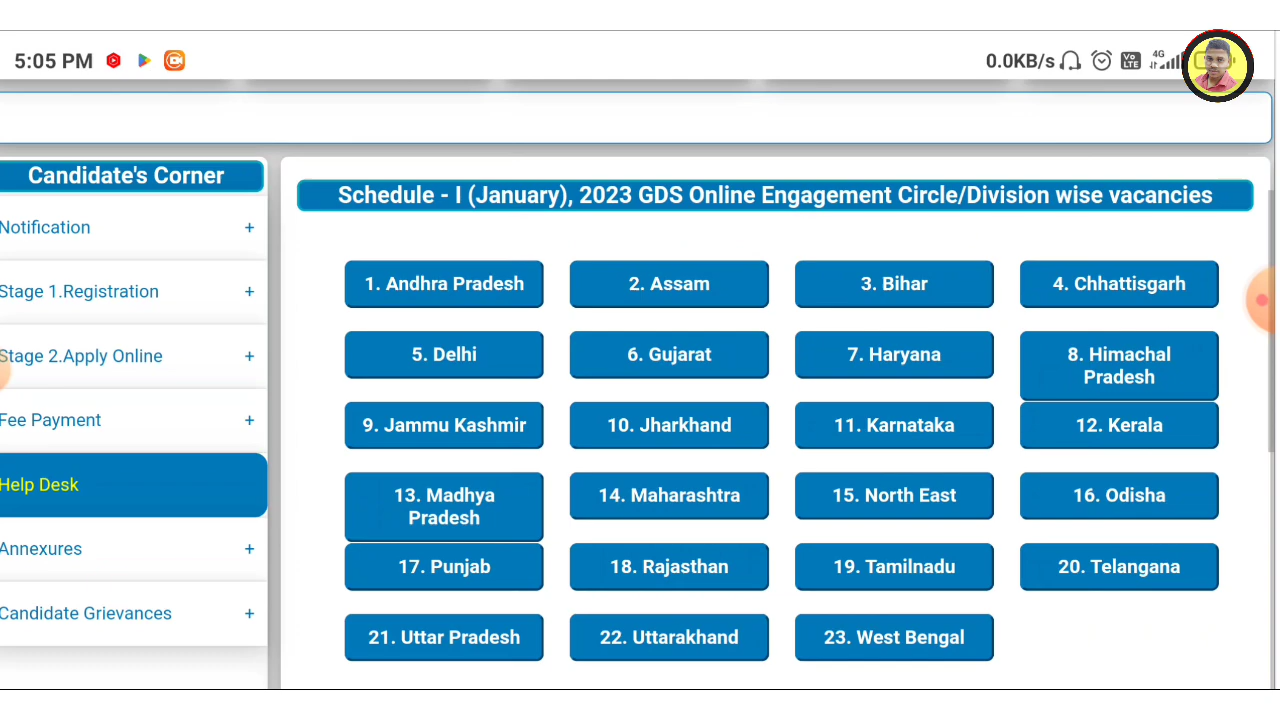 5:05 PM
0.0KB/s
Vo
LTE
4G
Candidate's Corner
Notification +
Stage 1.Registration +
Stage 2.Apply Online +
Fee Payment +
Help Desk
Annexures +
Candidate Grievances +
Schedule - I (January), 2023 GDS Online Engagement Circle/Division wise vacancies
1. Andhra Pradesh
2. Assam
3. Bihar
4. Chhattisgarh
5. Delhi
6. Gujarat
7. Haryana
8. Himachal
Pradesh
9. Jammu Kashmir
10. Jharkhand
11. Karnataka
12. Kerala
13. Madhya
Pradesh
14. Maharashtra
15. North East
16. Odisha
17. Punjab
18. Rajasthan
19. Tamilnadu
20. Telangana
21. Uttar Pradesh
22. Uttarakhand
23. West Bengal